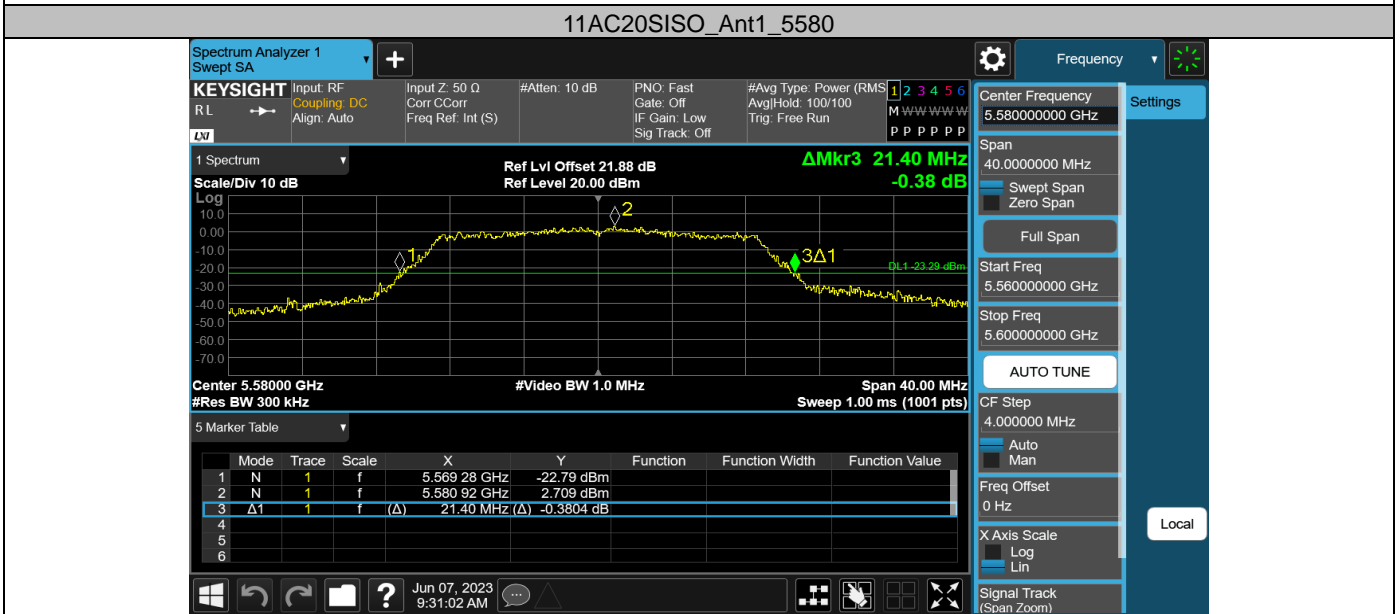 11AC20SISO_Ant1_5580
Spectrum Analyzer 1
Swept SA
Frequency
KEYSIGHT
RL
LXI
Input: RF
Coupling: DC
Align: Auto
Input Z: 50 Ω
Corr CCorr
Freq Ref: Int (S)
#Atten: 10 dB
PNO: Fast
Gate: Off
IF Gain: Low
Sig Track: Off
#Avg Type: Power (RMS
Avg|Hold: 100/100
Trig: Free Run
1 2 3 4 5 6
M W W W W W
P P P P P P
1 Spectrum
Scale/Div 10 dB
Ref Lvl Offset 21.88 dB
Ref Level 20.00 dBm
ΔMkr3 21.40 MHz
-0.38 dB
Log
10.0
0.00
-10.0
-20.0
-30.0
-40.0
-50.0
-60.0
-70.0
1
2
3Δ1
DL1 -23.29 dBm
Center 5.58000 GHz
#Video BW 1.0 MHz
Span 40.00 MHz
#Res BW 300 kHz
Sweep 1.00 ms (1001 pts)
5 Marker Table
Mode Trace Scale X Y Function Function Width Function Value
1 N 1 f 5.569 28 GHz -22.79 dBm
2 N 1 f 5.580 92 GHz 2.709 dBm
3 Δ1 1 f (Δ) 21.40 MHz (Δ) -0.3804 dB
4
5
6
Jun 07, 2023
9:31:02 AM
Center Frequency
5.580000000 GHz
Settings
Span
40.0000000 MHz
Swept Span
Zero Span
Full Span
Start Freq
5.560000000 GHz
Stop Freq
5.600000000 GHz
AUTO TUNE
CF Step
4.000000 MHz
Auto
Man
Freq Offset
0 Hz
Local
X Axis Scale
Log
Lin
Signal Track
(Span Zoom)